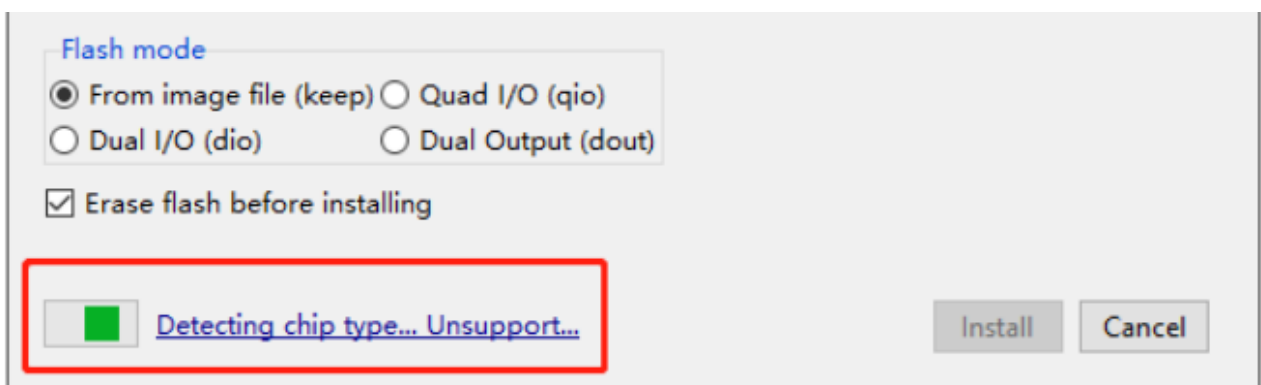 Flash mode
From image file (keep) Quad I/O (qio)
Dual I/O (dio) Dual Output (dout)
Erase flash before installing
Detecting chip type... Unsupport... Install Cancel